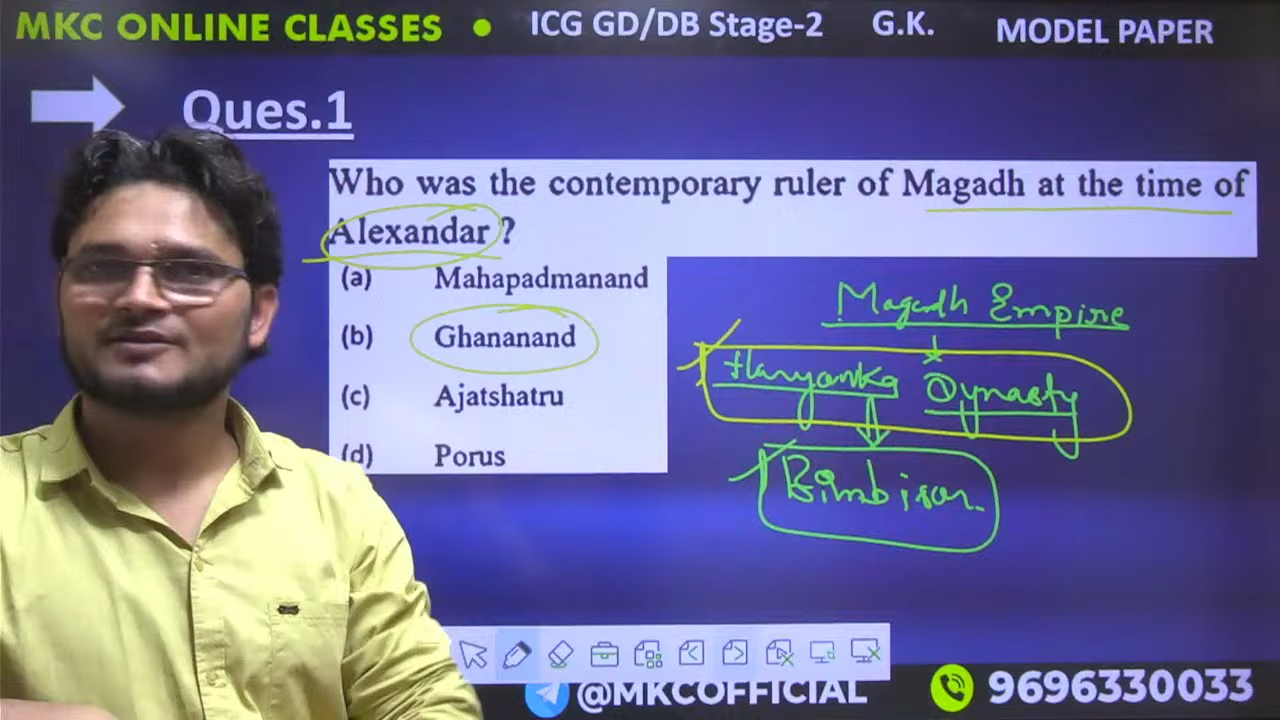 MKC ONLINE CLASSES ● ICG GD/DB Stage-2 G.K. MODEL PAPER
Ques.1
Who was the contemporary ruler of Magadh at the time of
Alexandar ?
(a) Mahapadmanand
(b) Ghananand
(c) Ajatshatru
(d) Porus
Magadh Empire
Haryanka Dynasty
Bimbisar
@MKCOFFICIAL 9696330033